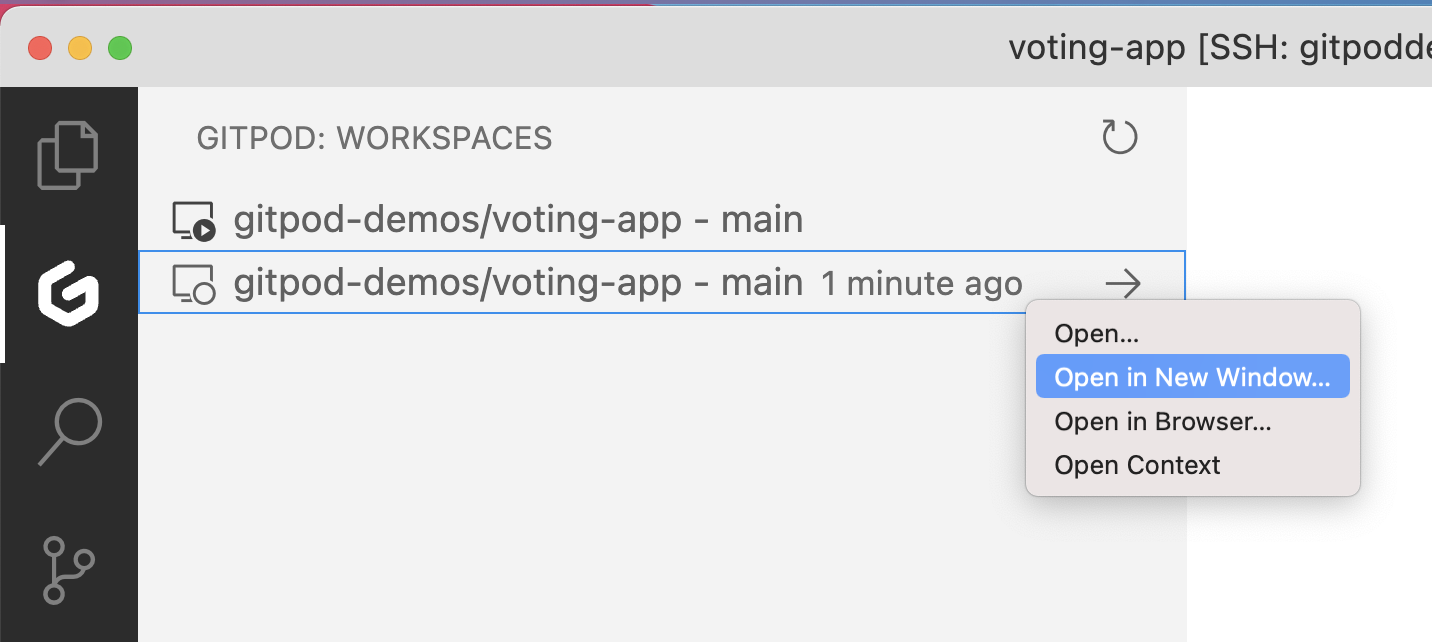 voting-app [SSH: gitpodde
GITPOD: WORKSPACES
gitpod-demos/voting-app - main
gitpod-demos/voting-app - main 1 minute ago
Open...
Open in New Window...
Open in Browser...
Open Context